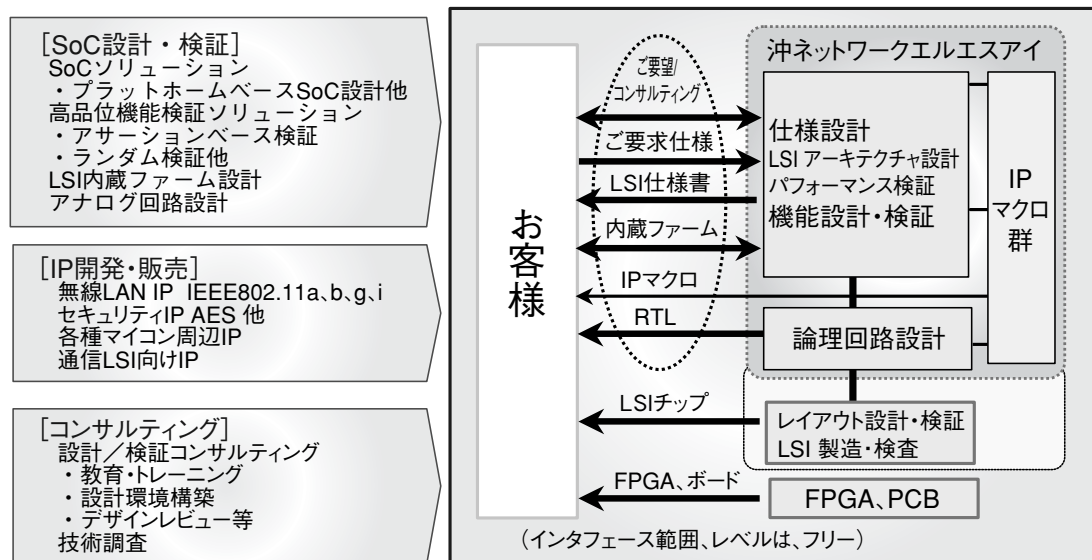 [SoC設計・検証]
SoCソリューション
・プラットホームベースSoC設計他
高品位機能検証ソリューション
・アサーションベース検証
・ランダム検証他
LSI内蔵ファーム設計
アナログ回路設計
[IP開発・販売]
無線LAN IP IEEE802.11a、b、g、i
セキュリティIP AES 他
各種マイコン周辺IP
通信LSI向けIP
[コンサルティング]
設計／検証コンサルティング
・教育・トレーニング
・設計環境構築
・デザインレビュー等
技術調査
お客様
ご要望/
コンサルティング
ご要求仕様
LSI仕様書
内蔵ファーム
IPマクロ
RTL
LSIチップ
FPGA、ボード
沖ネットワークエルエスアイ
仕様設計
LSI アーキテクチャ設計
パフォーマンス検証
機能設計・検証
IP
マクロ
群
論理回路設計
レイアウト設計・検証
LSI 製造・検査
FPGA、PCB
（インタフェース範囲、レベルは、フリー）